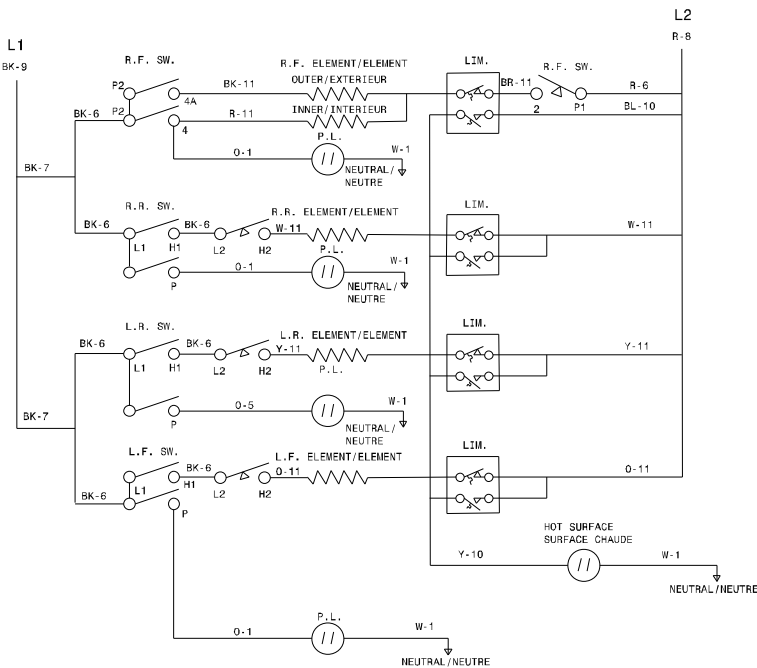 L1
L2
BK-9
R-8
R.F. SW.
R.F. ELEMENT/ELEMENT
LIM.
R.F. SW.
OUTER/EXTERIEUR
P2
BK-11
BR-11
R-6
4A
2
P1
INNER/INTERIEUR
BK-6
P2
R-11
BL-10
4
P.L.
O-1
W-1
NEUTRAL/
NEUTRE
BK-7
R.R. SW.
R.R. ELEMENT/ELEMENT
LIM.
BK-6
BK-6
W-11
W-11
L1
H1
L2
H2
P.L.
O-1
W-1
P
NEUTRAL/
NEUTRE
L.R. SW.
L.R. ELEMENT/ELEMENT
LIM.
BK-6
BK-6
Y-11
Y-11
L1
H1
L2
H2
P.L.
O-5
W-1
BK-7
P
NEUTRAL/
NEUTRE
L.F. SW.
L.F. ELEMENT/ELEMENT
LIM.
BK-6
O-11
O-11
L1
H1
L2
H2
BK-6
P
HOT SURFACE
SURFACE CHAUDE
Y-10
W-1
NEUTRAL/NEUTRE
P.L.
O-1
W-1
NEUTRAL/NEUTRE